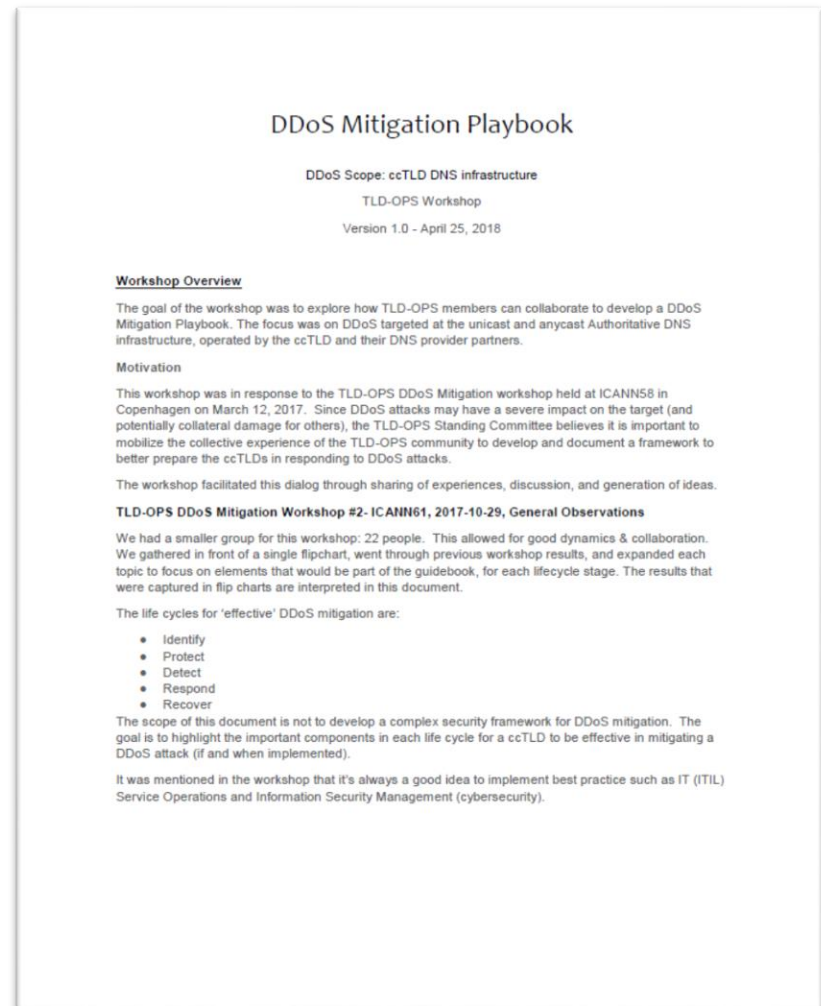 DDoS Mitigation Playbook
DDoS Scope: ccTLD DNS infrastructure
TLD-OPS Workshop
Version 1.0 - April 25, 2018
Workshop Overview
The goal of the workshop was to explore how TLD-OPS members can collaborate to develop a DDoS
Mitigation Playbook. The focus was on DDoS targeted at the unicast and anycast Authoritative DNS
infrastructure, operated by the ccTLD and their DNS provider partners.
Motivation
This workshop was in response to the TLD-OPS DDoS Mitigation workshop held at ICANN58 in
Copenhagen on March 12, 2017. Since DDoS attacks may have a severe impact on the target (and
potentially collateral damage for others), the TLD-OPS Standing Committee believes it is important to
mobilize the collective experience of the TLD-OPS community to develop and document a framework to
better prepare the ccTLDs in responding to DDoS attacks.
The workshop facilitated this dialog through sharing of experiences, discussion, and generation of ideas.
TLD-OPS DDoS Mitigation Workshop #2- ICANN61, 2017-10-29, General Observations
We had a smaller group for this workshop: 22 people. This allowed for good dynamics & collaboration.
We gathered in front of a single flipchart, went through previous workshop results, and expanded each
topic to focus on elements that would be part of the guidebook, for each lifecycle stage. The results that
were captured in flip charts are interpreted in this document.
The life cycles for 'effective' DDoS mitigation are:
● Identify
● Protect
● Detect
● Respond
● Recover
The scope of this document is not to develop a complex security framework for DDoS mitigation. The
goal is to highlight the important components in each life cycle for a ccTLD to be effective in mitigating a
DDoS attack (if and when implemented).
It was mentioned in the workshop that it's always a good idea to implement best practice such as IT (ITIL)
Service Operations and Information Security Management (cybersecurity).